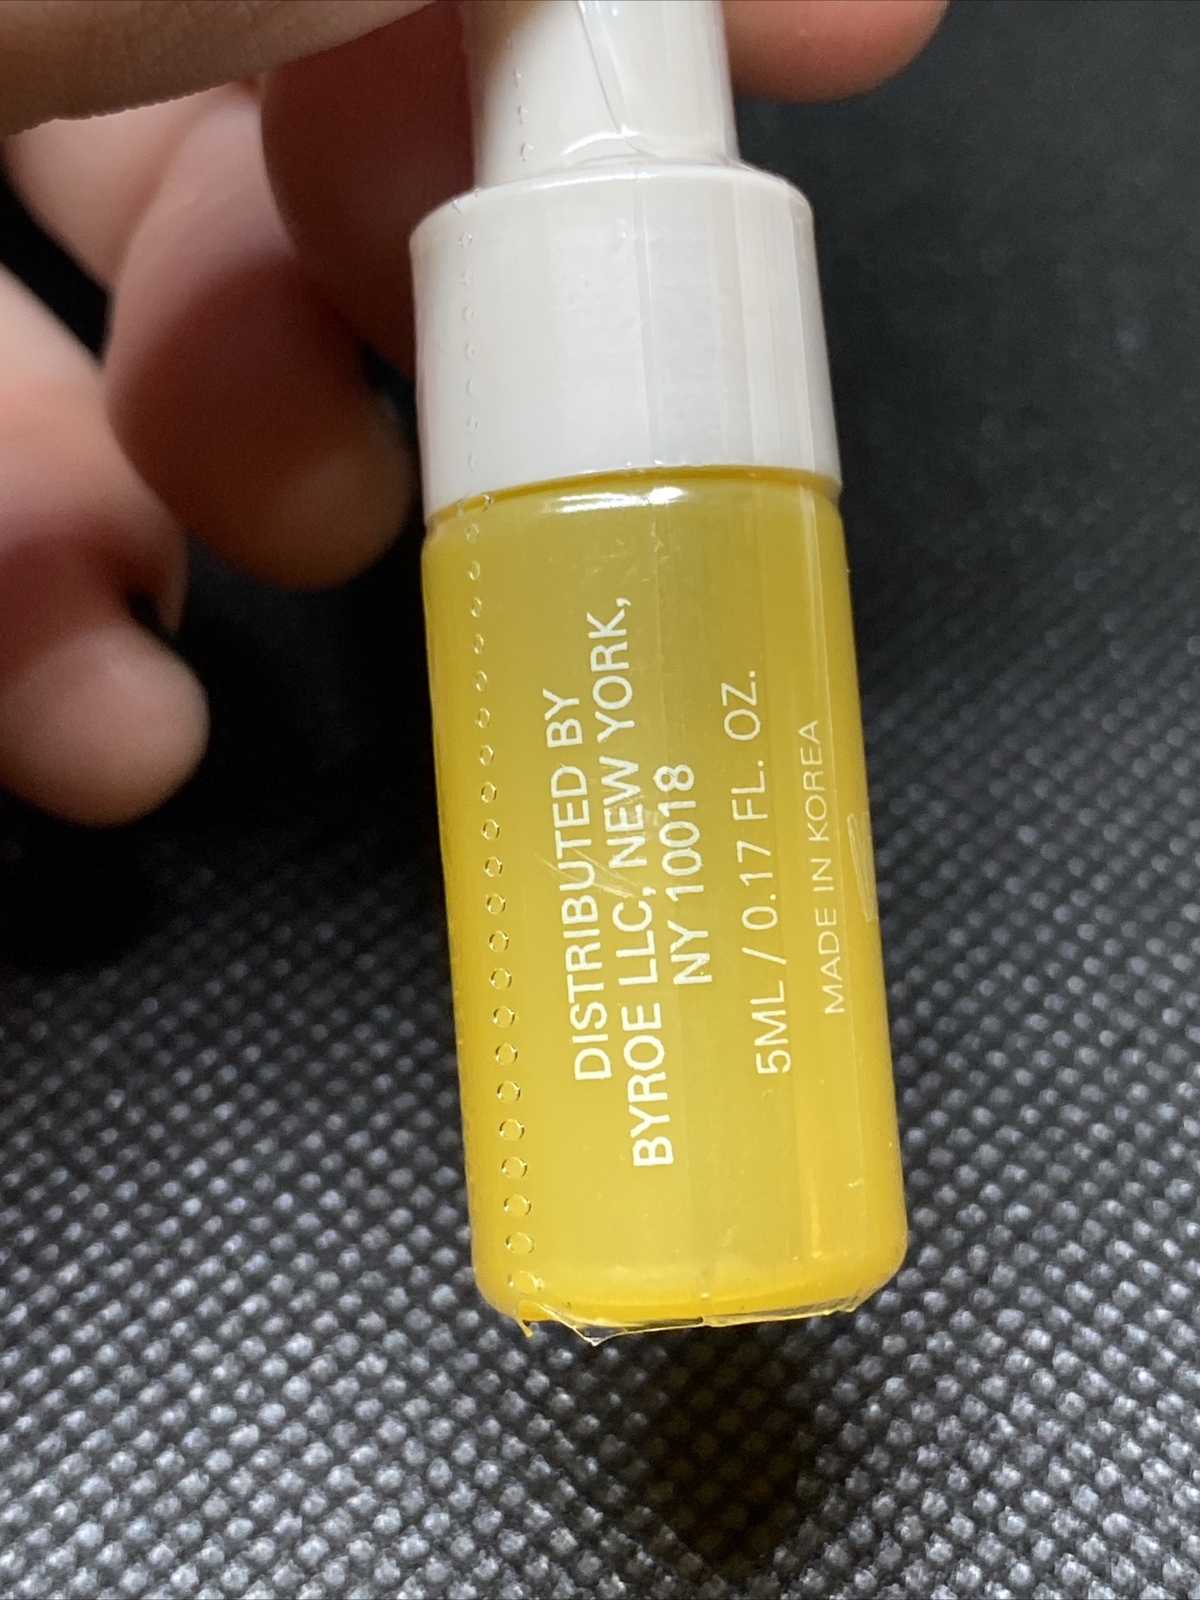 DISTRIBUTED BY
BYROE LLC, NEW YORK,
NY 10018
5ML / 0.17 FL. OZ.
MADE IN KOREA